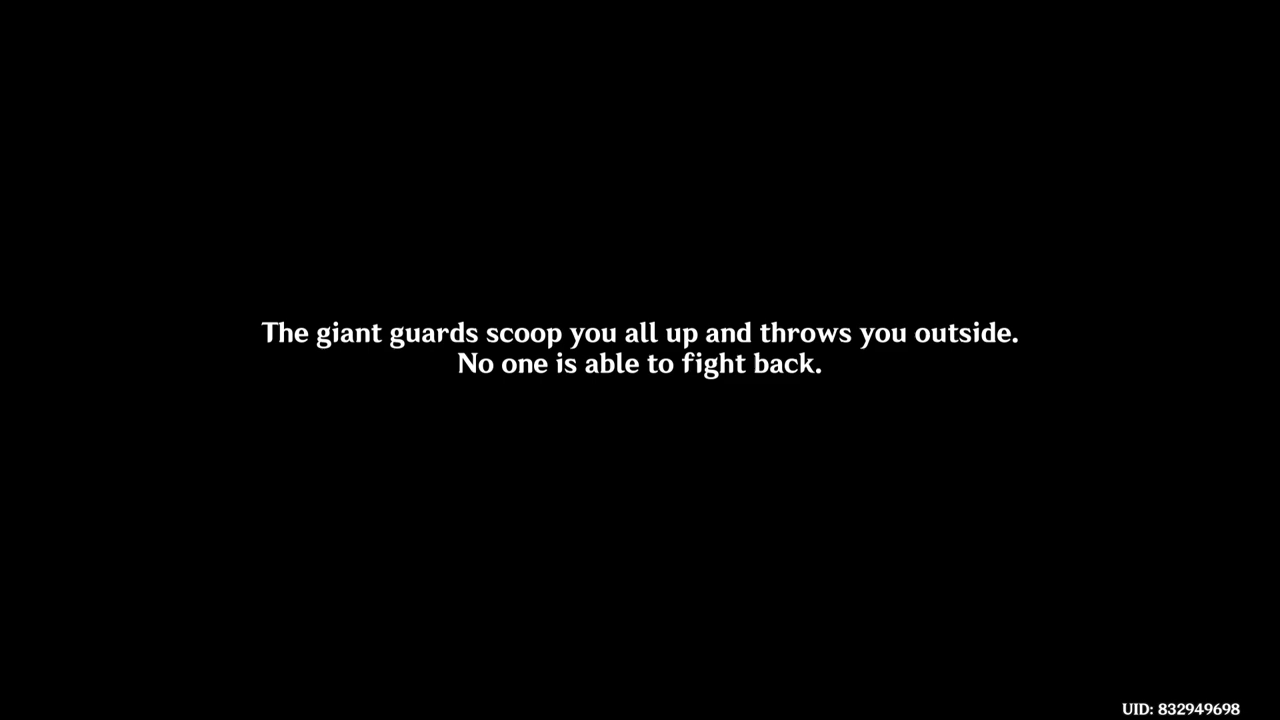 The giant guards scoop you all up and throws you outside.
No one is able to fight back.
UID: 832949698